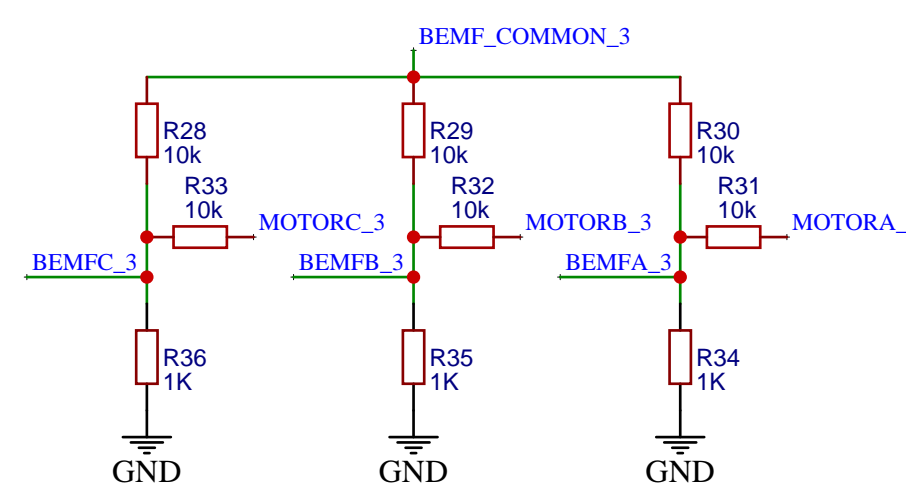 BEMF_COMMON_3
R28
10k
R29
10k
R30
10k
R33
10k
R32
10k
R31
10k
MOTORC_3
MOTORB_3
MOTORA_
BEMFC_3
BEMFB_3
BEMFA_3
R36
1K
R35
1K
R34
1K
GND
GND
GND